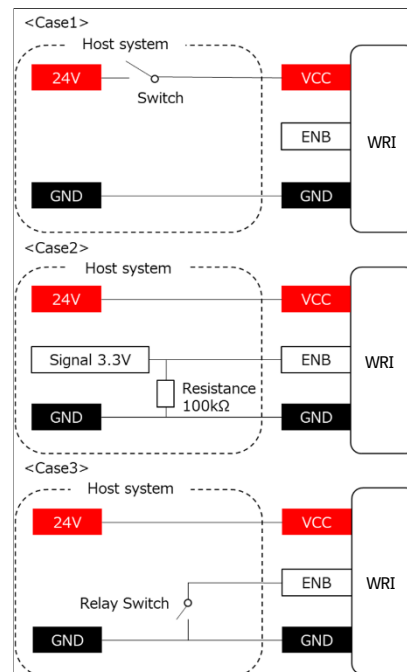 <Case1>
Host system
24V
VCC
Switch
ENB
WRI
GND
GND
<Case2>
Host system
24V
VCC
Signal 3.3V
ENB
WRI
Resistance
100kΩ
GND
GND
<Case3>
Host system
24V
VCC
ENB
WRI
Relay Switch
GND
GND